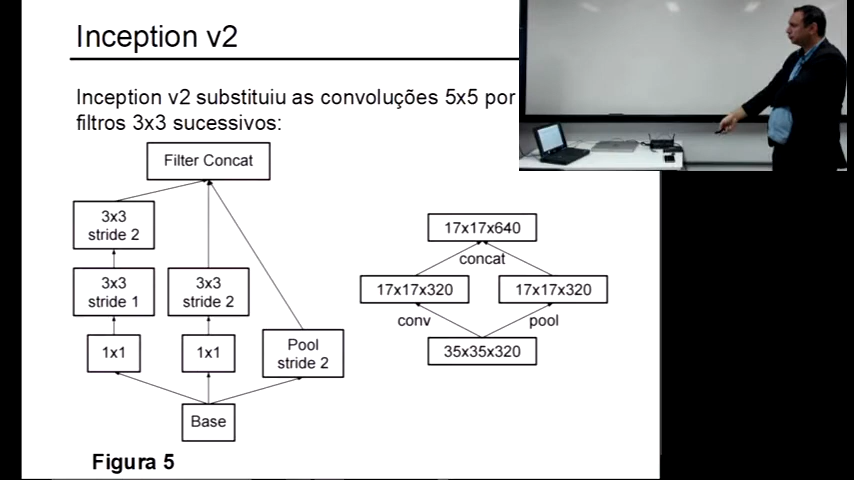 Inception v2
Inception v2 substituiu as convoluções 5x5 por
filtros 3x3 sucessivos:
Filter Concat
3x3
stride 2
3x3
stride 1
3x3
stride 2
1x1
1x1
Pool
stride 2
Base
17x17x640
concat
17x17x320
17x17x320
conv
pool
35x35x320
Figura 5